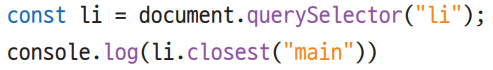 const li = document.querySelector("li");
console.log(li.closest("main"))